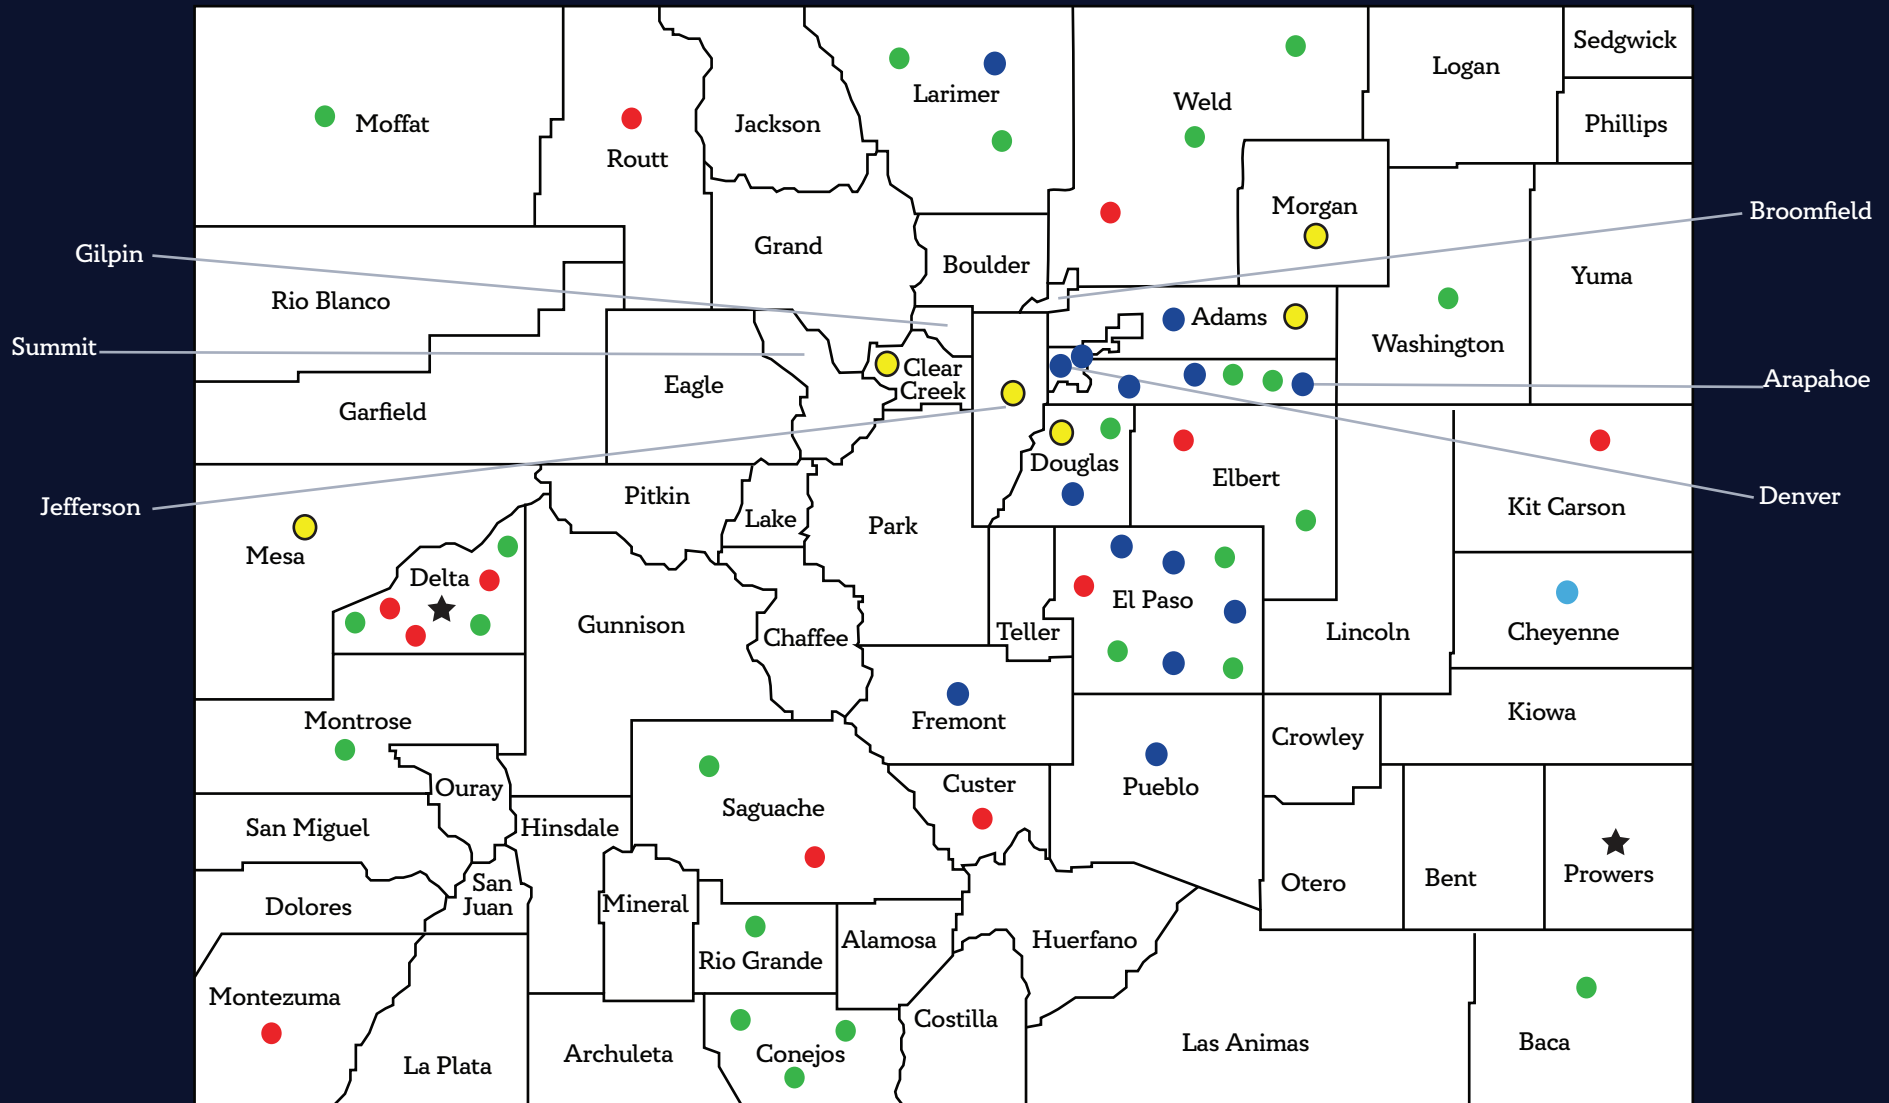 Sedgwick
Logan
Larimer
Weld
Moffat
Jackson
Phillips
Routt
Morgan
Broomfield
Gilpin
Grand
Boulder
Yuma
Rio Blanco
Adams
Summit
Washington
Clear
Creek
Eagle
Arapahoe
Garfield
Douglas
Elbert
Pitkin
Denver
Jefferson
Lake
Park
Kit Carson
Mesa
Delta
El Paso
Gunnison
Chaffee
Teller
Lincoln
Cheyenne
Montrose
Fremont
Kiowa
Crowley
Ouray
Custer
Pueblo
Saguache
San Miguel
Hinsdale
Prowers
Otero
Bent
San
Juan
Dolores
Mineral
Alamosa
Huerfano
Rio Grande
Montezuma
Costilla
Las Animas
Baca
Archuleta
Conejos
La Plata